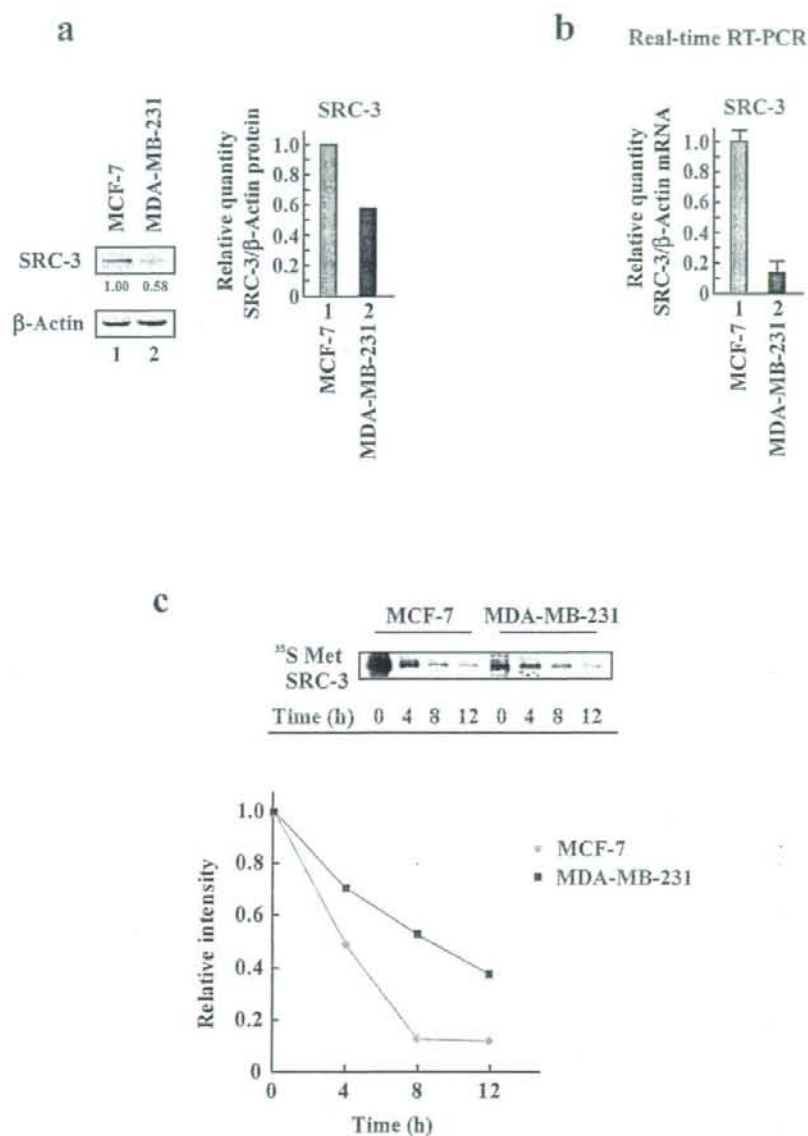 a
MCF-7
MDA-MB-231
SRC-3
1.00 0.58
β-Actin
1 2
SRC-3
Relative quantity
SRC-3/β-Actin protein
1.0
0.8
0.6
0.4
0.2
0
1 2
MCF-7
MDA-MB-231
b
Real-time RT-PCR
SRC-3
Relative quantity
SRC-3/β-Actin mRNA
1.0
0.8
0.6
0.4
0.2
0
1 2
MCF-7
MDA-MB-231
c
MCF-7 MDA-MB-231
³⁵S Met
SRC-3
Time (h) 0 4 8 12 0 4 8 12
Relative intensity
1.0
0.8
0.6
0.4
0.2
0
0 4 8 12
Time (h)
MCF-7
MDA-MB-231